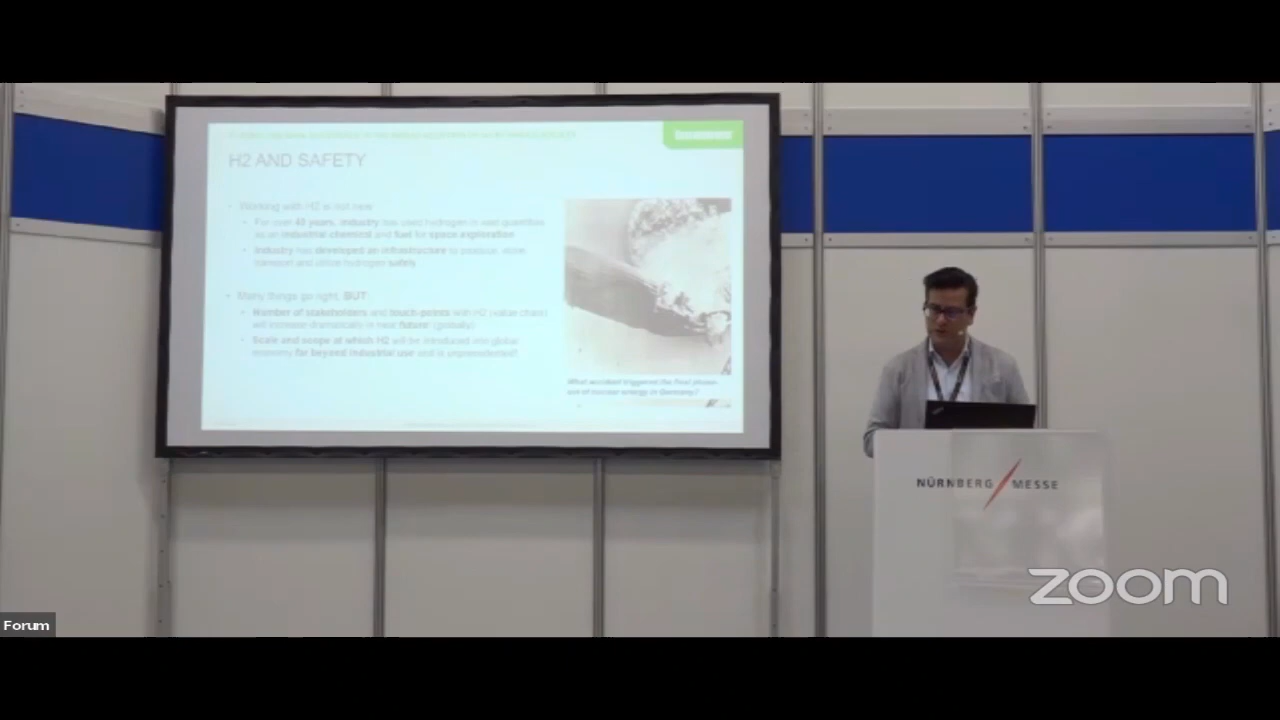 H2 AND SAFETY
Working with H2 is not new
For over 40 years, industry has used hydrogen in vast quantities
as an industrial chemical and fuel for space exploration
Industry has developed an infrastructure to produce, store,
transport and utilize hydrogen safely
Many things go right, BUT:
Number of stakeholders and touch-points with H2 (value chain)
will increase dramatically in near future (globally)
Scale and scope at which H2 will be introduced into global
economy far beyond industrial use and is unprecedented!
What accident triggered the final phase-
out of nuclear energy in Germany?
NÜRNBERG MESSE
zoom
Forum